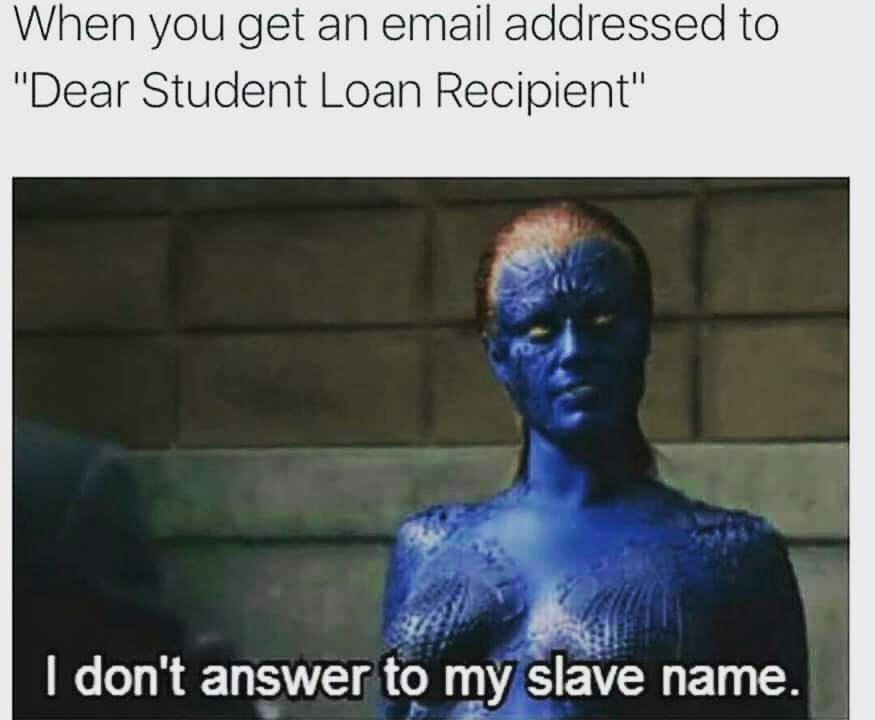 When you get an email addressed to
"Dear Student Loan Recipient"
I don't answer to my slave name.